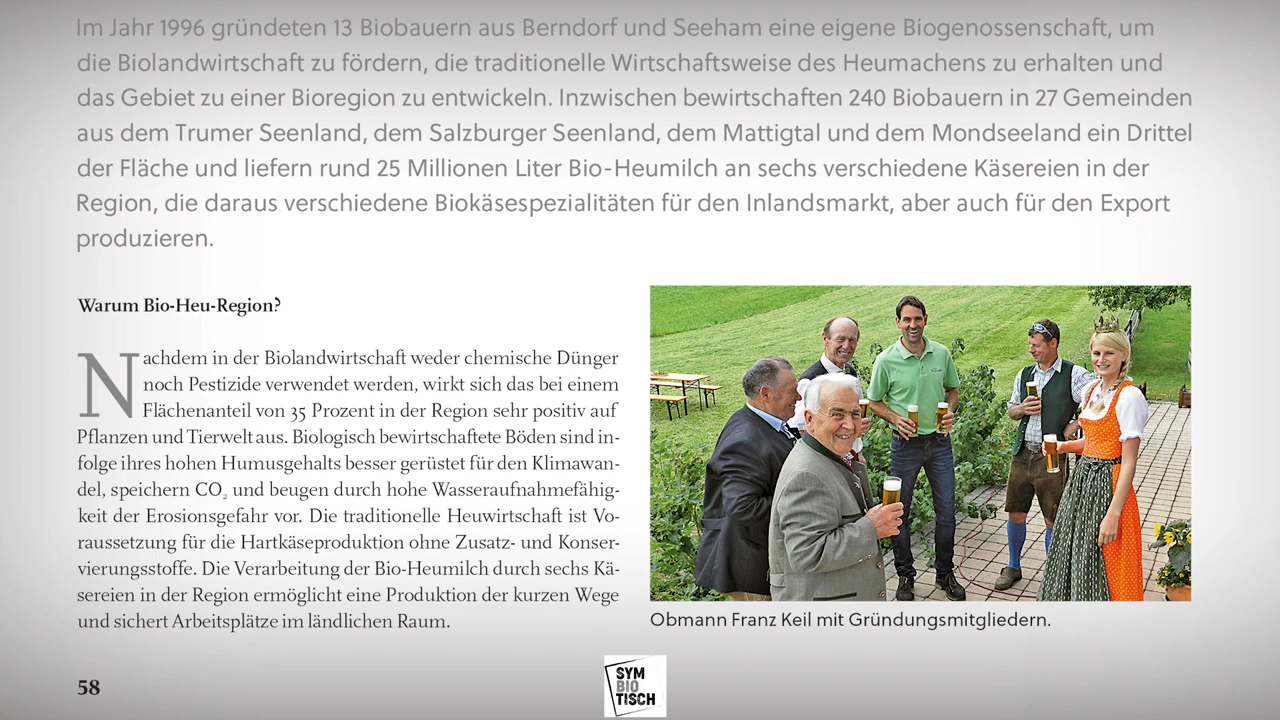 Im Jahr 1996 gründeten 13 Biobauern aus Berndorf und Seeham eine eigene Biogenossenschaft, um
die Biolandwirtschaft zu fördern, die traditionelle Wirtschaftsweise des Heumachens zu erhalten und
das Gebiet zu einer Bioregion zu entwickeln. Inzwischen bewirtschaften 240 Biobauern in 27 Gemeinden
aus dem Trumer Seenland, dem Salzburger Seenland, dem Mattigtal und dem Mondseeland ein Drittel
der Fläche und liefern rund 25 Millionen Liter Bio-Heumilch an sechs verschiedene Käsereien in der
Region, die daraus verschiedene Biokäsespezialitäten für den Inlandsmarkt, aber auch für den Export
produzieren.
Warum Bio-Heu-Region?
Nachdem in der Biolandwirtschaft weder chemische Dünger
noch Pestizide verwendet werden, wirkt sich das bei einem
Flächenanteil von 35 Prozent in der Region sehr positiv auf
Pflanzen und Tierwelt aus. Biologisch bewirtschaftete Böden sind in-
folge ihres hohen Humusgehalts besser gerüstet für den Klimawan-
del, speichern CO₂ und beugen durch hohe Wasseraufnahmefähig-
keit der Erosionsgefahr vor. Die traditionelle Heuwirtschaft ist Vo-
raussetzung für die Hartkäseproduktion ohne Zusatz- und Konser-
vierungsstoffe. Die Verarbeitung der Bio-Heumilch durch sechs Kä-
sereien in der Region ermöglicht eine Produktion der kurzen Wege
und sichert Arbeitsplätze im ländlichen Raum.
Obmann Franz Keil mit Gründungsmitgliedern.
58
SYM
BIO
TISCH